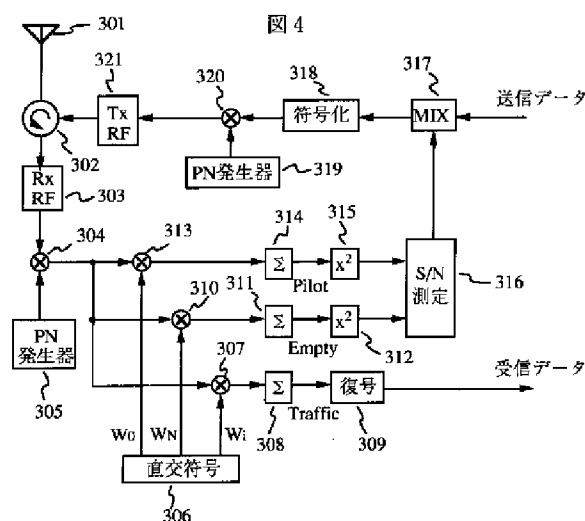 図4
301
321
320
318
317
Tx
RF
符号化
MIX
送信データ
302
PN発生器
319
Rx
RF
303
304
313
314
315
Σ
x²
Pilot
S/N
測定
316
310
311
Σ
x²
Empty
312
PN
発生器
305
307
Σ
復号
受信データ
Traffic
308
309
W0
WN
Wi
直交符号
306